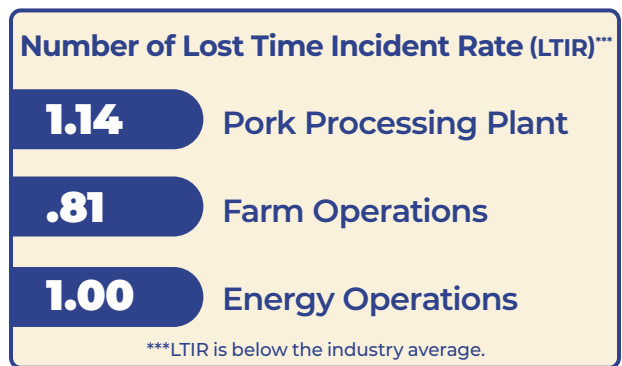 Number of Lost Time Incident Rate (LTIR)***
1.14 Pork Processing Plant
.81 Farm Operations
1.00 Energy Operations
***LTIR is below the industry average.